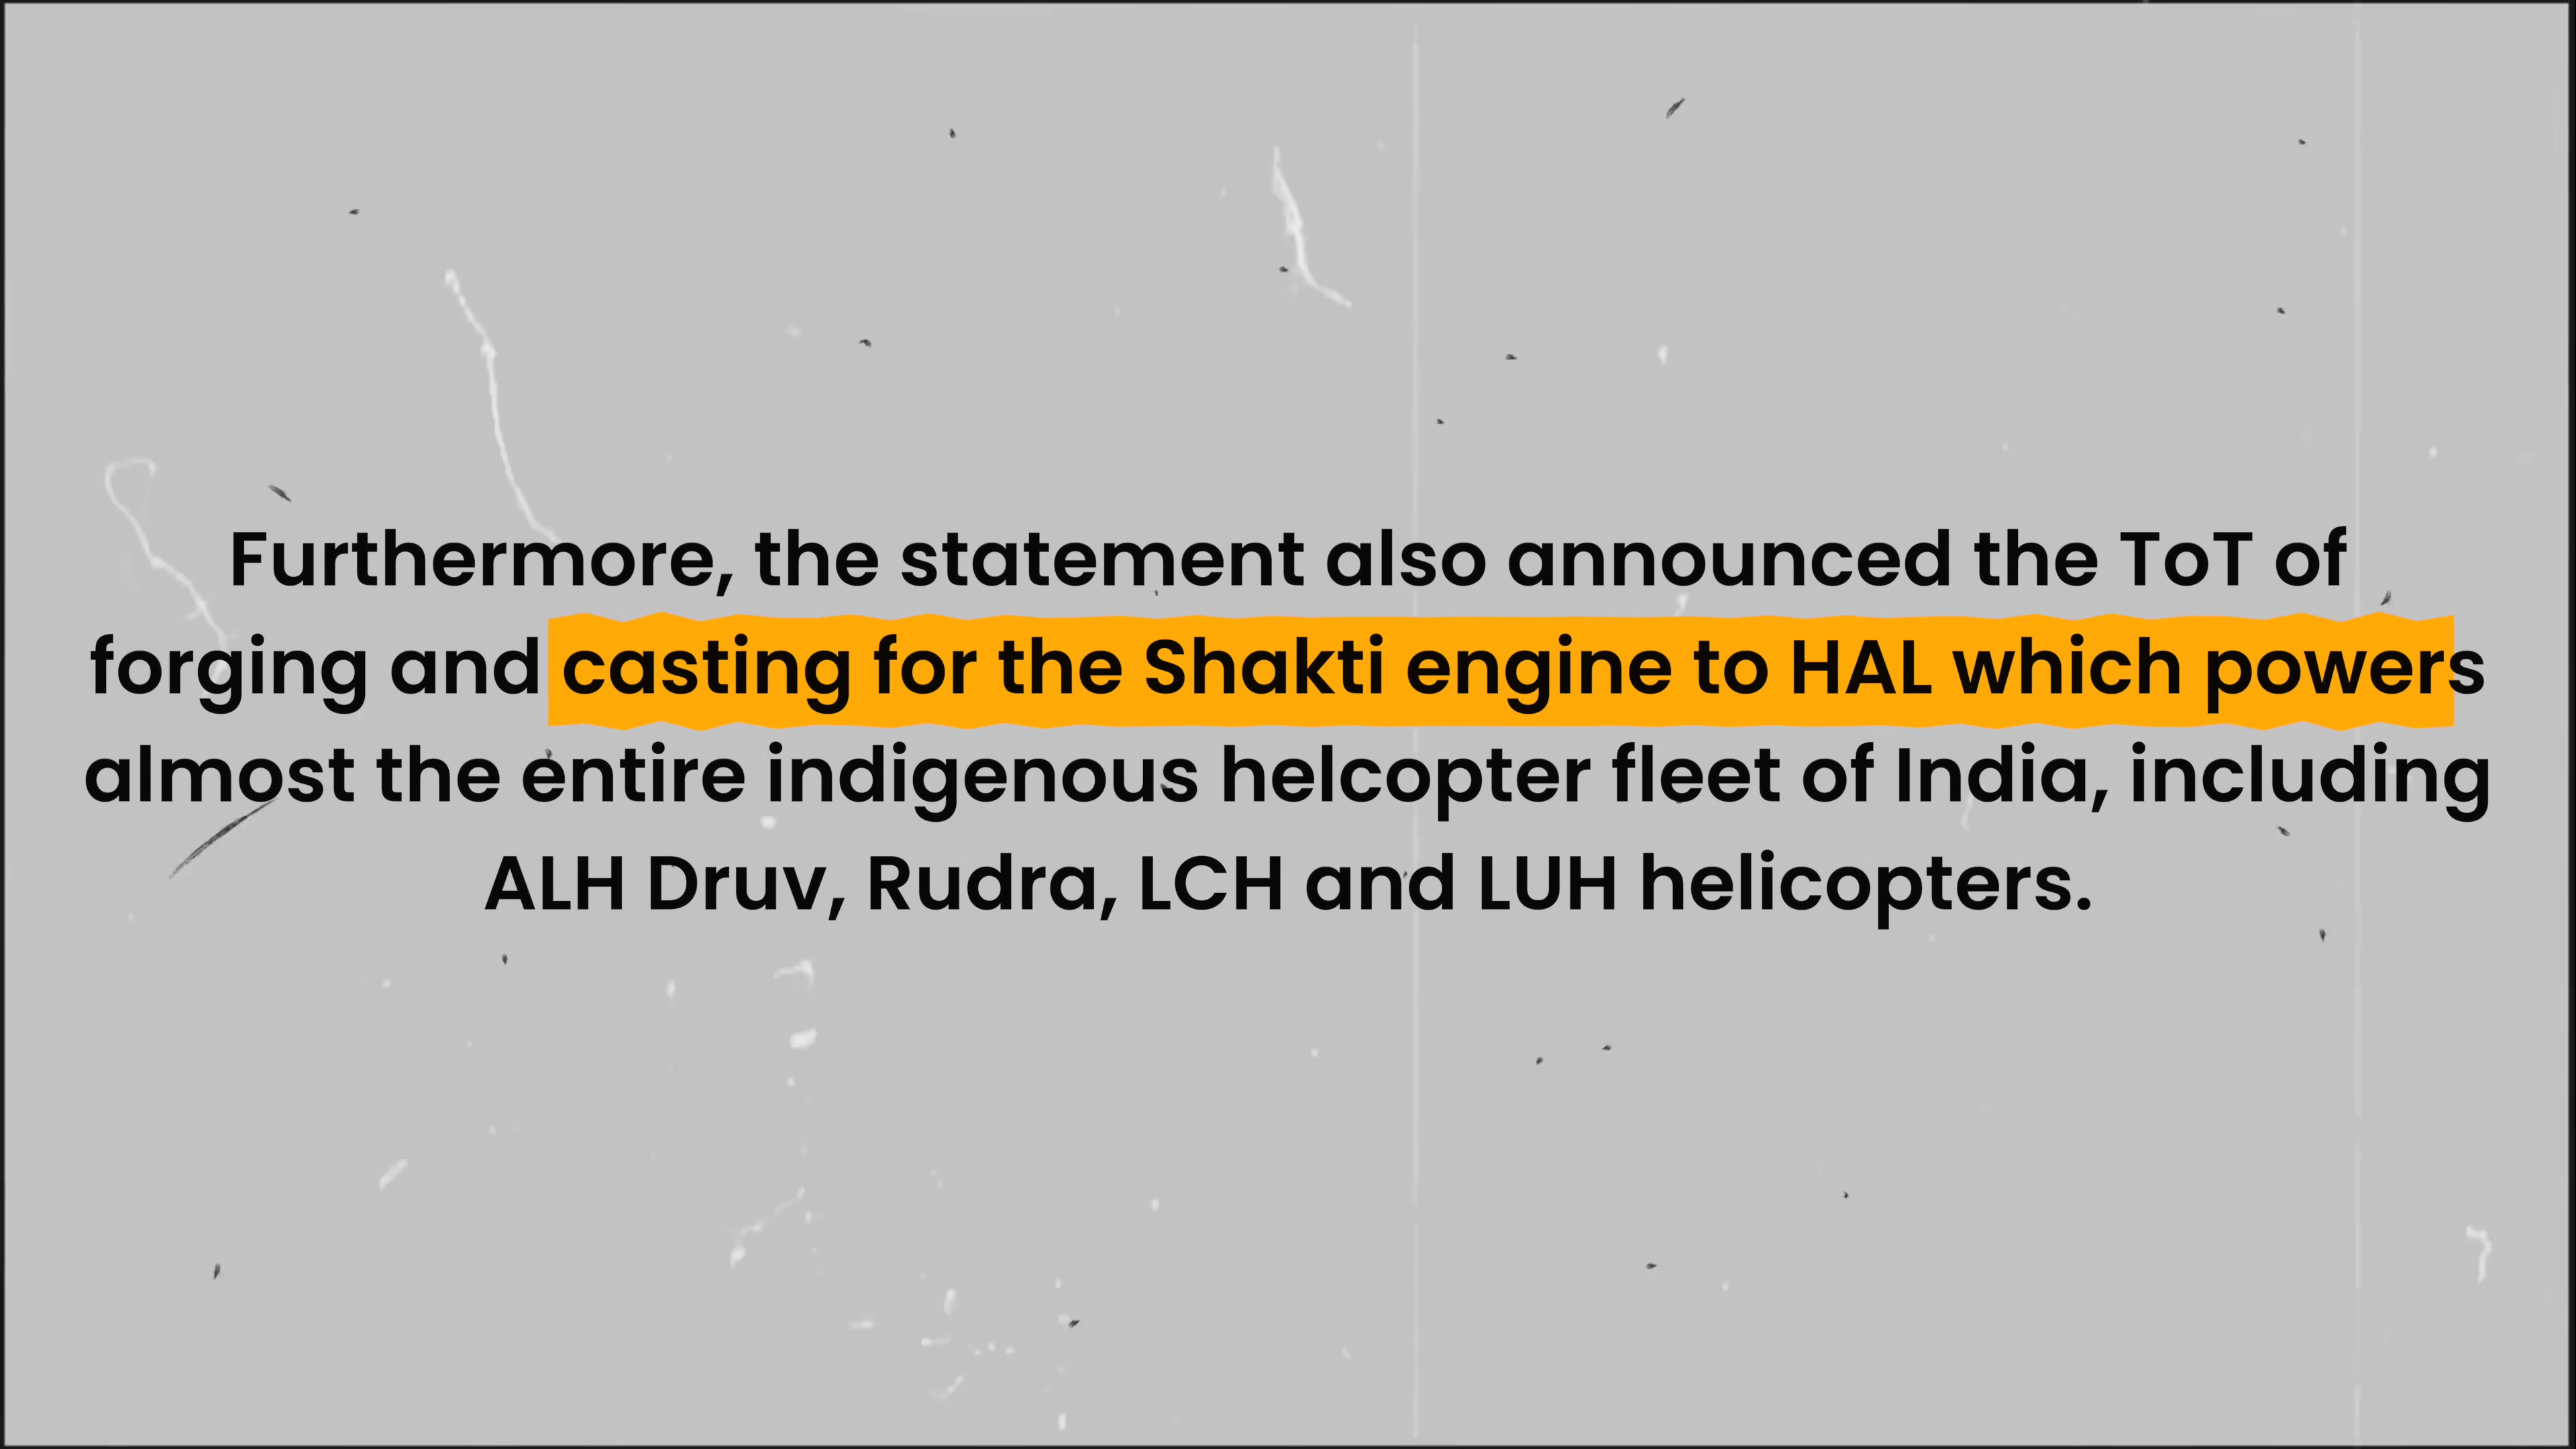 Furthermore, the statement also announced the ToT of
forging and casting for the Shakti engine to HAL which powers
almost the entire indigenous helcopter fleet of India, including
ALH Druv, Rudra, LCH and LUH helicopters.